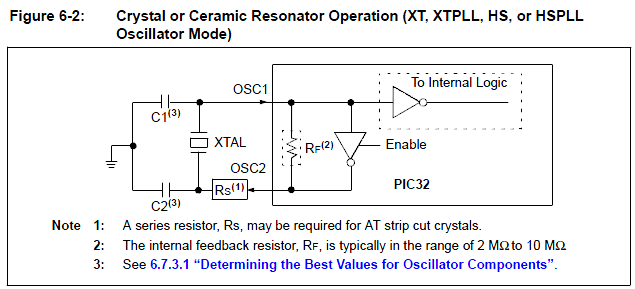 Figure 6-2: Crystal or Ceramic Resonator Operation (XT, XTPLL, HS, or HSPLL
Oscillator Mode)
To Internal Logic
OSC1
C1(3)
XTAL
RF(2)
Enable
OSC2
RS(1)
PIC32
C2(3)
Note 1: A series resistor, RS, may be required for AT strip cut crystals.
2: The internal feedback resistor, RF, is typically in the range of 2 MΩ to 10 MΩ
3: See 6.7.3.1 “Determining the Best Values for Oscillator Components”.